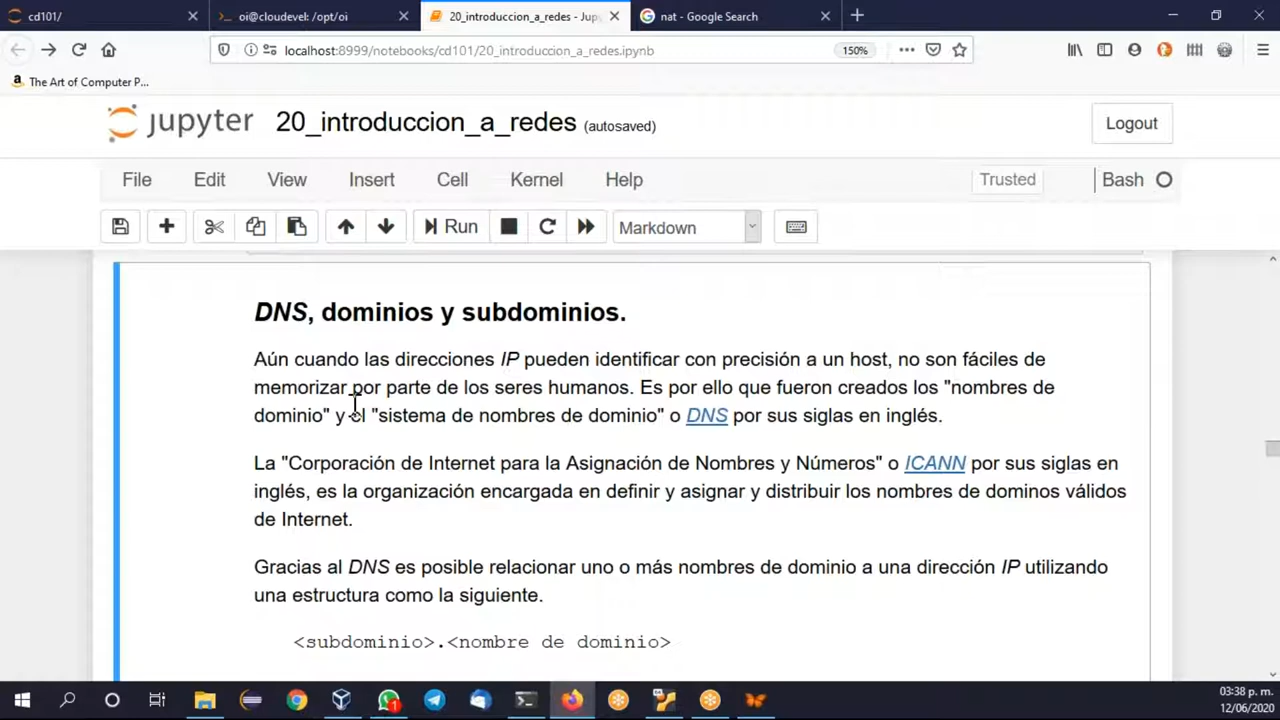 cd101/
oi@cloudevel: /opt/oi
20_introduccion_a_redes - Jup
nat - Google Search
localhost:8999/notebooks/cd101/20_introduccion_a_redes.ipynb
150%
The Art of Computer P...
jupyter
20_introduccion_a_redes (autosaved)
Logout
File Edit View Insert Cell Kernel Help
Trusted
Bash
Run
Markdown
DNS, dominios y subdominios.
Aún cuando las direcciones IP pueden identificar con precisión a un host, no son fáciles de
memorizar por parte de los seres humanos. Es por ello que fueron creados los "nombres de
dominio" y el "sistema de nombres de dominio" o DNS por sus siglas en inglés.
La "Corporación de Internet para la Asignación de Nombres y Números" o ICANN por sus siglas en
inglés, es la organización encargada en definir y asignar y distribuir los nombres de dominos válidos
de Internet.
Gracias al DNS es posible relacionar uno o más nombres de dominio a una dirección IP utilizando
una estructura como la siguiente.
<subdominio>.<nombre de dominio>
1
03:38 p. m.
12/06/2020